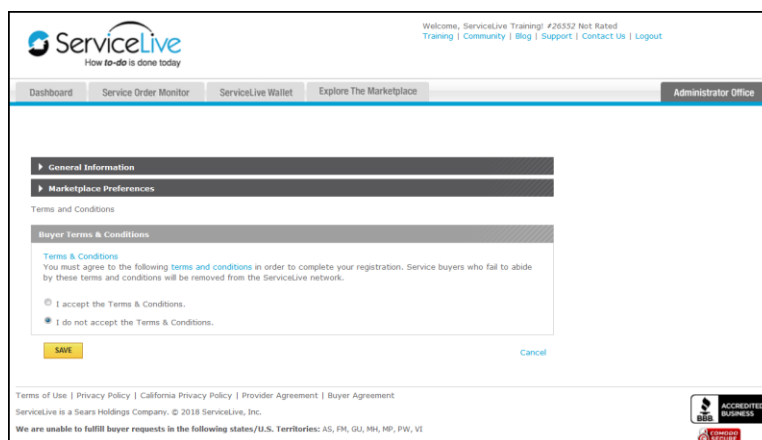 ServiceLive
How to-do is done today
Welcome, ServiceLive Training! #26552 Not Rated
Training | Community | Blog | Support | Contact Us | Logout
Dashboard
Service Order Monitor
ServiceLive Wallet
Explore The Marketplace
Administrator Office
General Information
Marketplace Preferences
Terms and Conditions
Buyer Terms & Conditions
Terms & Conditions
You must agree to the following terms and conditions in order to complete your registration. Service buyers who fail to abide
by these terms and conditions will be removed from the ServiceLive network.
I accept the Terms & Conditions.
I do not accept the Terms & Conditions.
SAVE
Cancel
Terms of Use | Privacy Policy | California Privacy Policy | Provider Agreement | Buyer Agreement
ServiceLive is a Sears Holdings Company. © 2018 ServiceLive, Inc.
We are unable to fulfill buyer requests in the following states/U.S. Territories: AS, FM, GU, MH, MP, PW, VI
BBB
ACCREDITED
BUSINESS
COMODO
SECURE